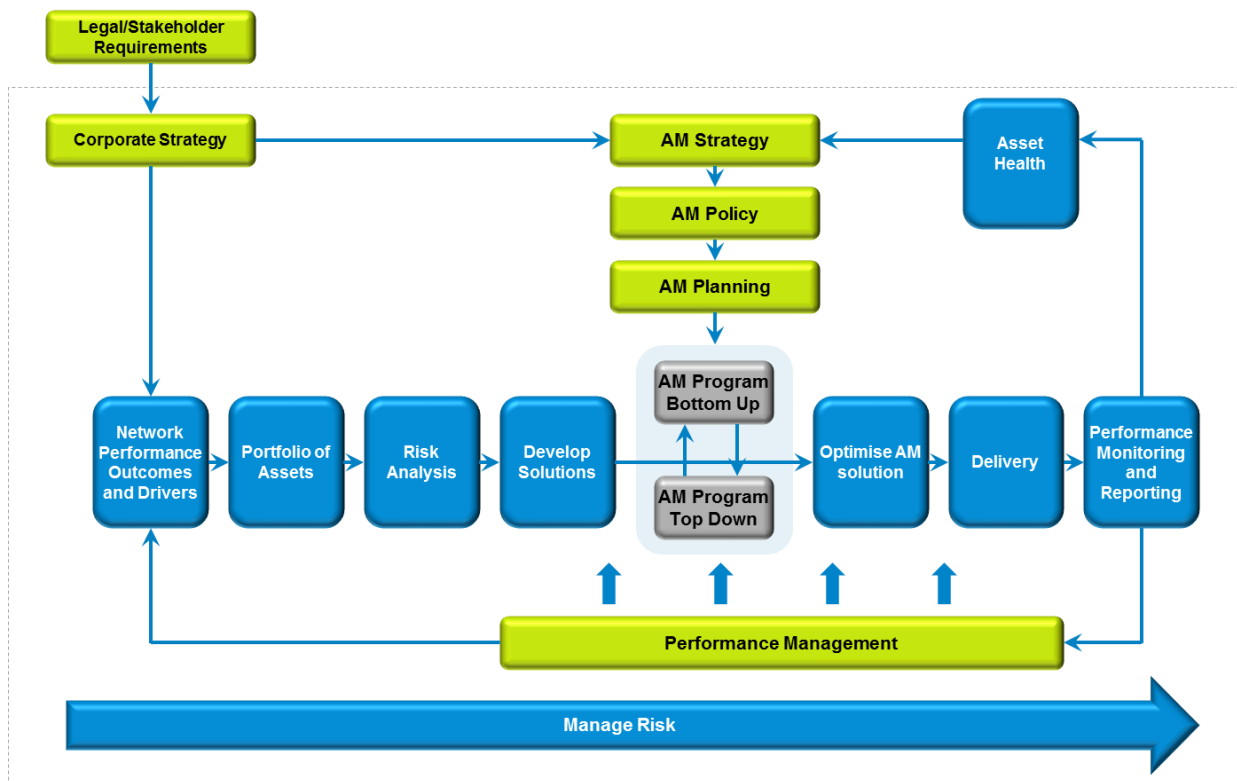 Legal/Stakeholder
Requirements
Corporate Strategy
AM Strategy
Asset
Health
AM Policy
AM Planning
Network
Performance
Outcomes
and Drivers
Portfolio of
Assets
Risk
Analysis
Develop
Solutions
AM Program
Bottom Up
AM Program
Top Down
Optimise AM
solution
Delivery
Performance
Monitoring
and
Reporting
Performance Management
Manage Risk